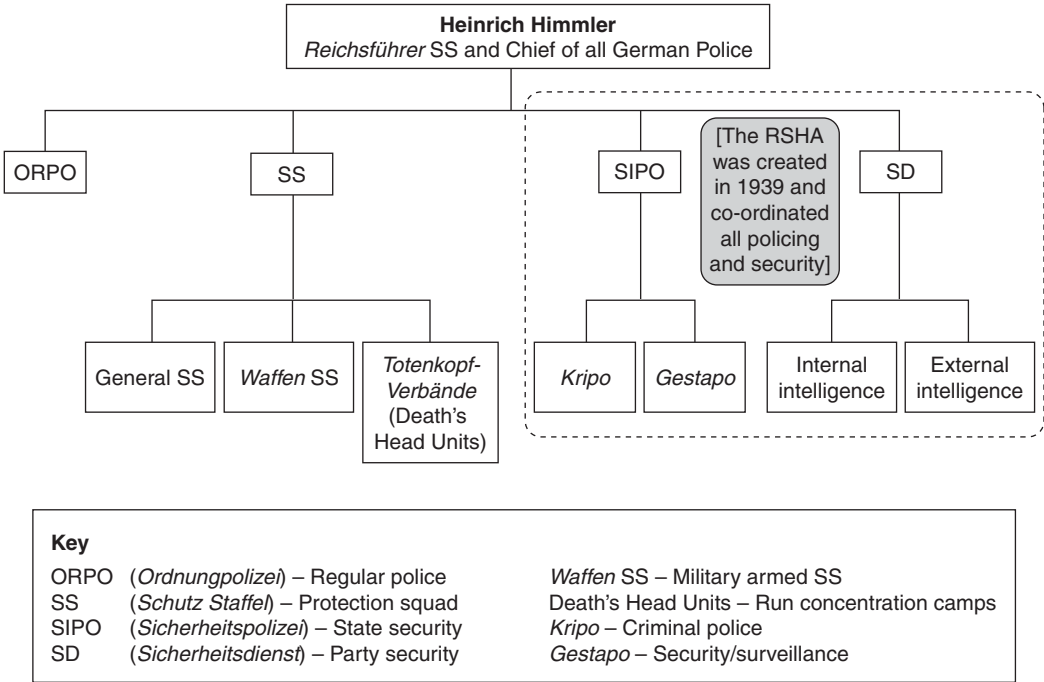 Heinrich Himmler
Reichsführer SS and Chief of all German Police
ORPO
SS
SIPO
[The RSHA
was created
in 1939 and
co-ordinated
all policing
and security]
SD
General SS
Waffen SS
Totenkopf-
Verbände
(Death's
Head Units)
Kripo
Gestapo
Internal
intelligence
External
intelligence
Key
ORPO (Ordnungpolizei) – Regular police
SS (Schutz Staffel) – Protection squad
SIPO (Sicherheitspolizei) – State security
SD (Sicherheitsdienst) – Party security
Waffen SS – Military armed SS
Death's Head Units – Run concentration camps
Kripo – Criminal police
Gestapo – Security/surveillance